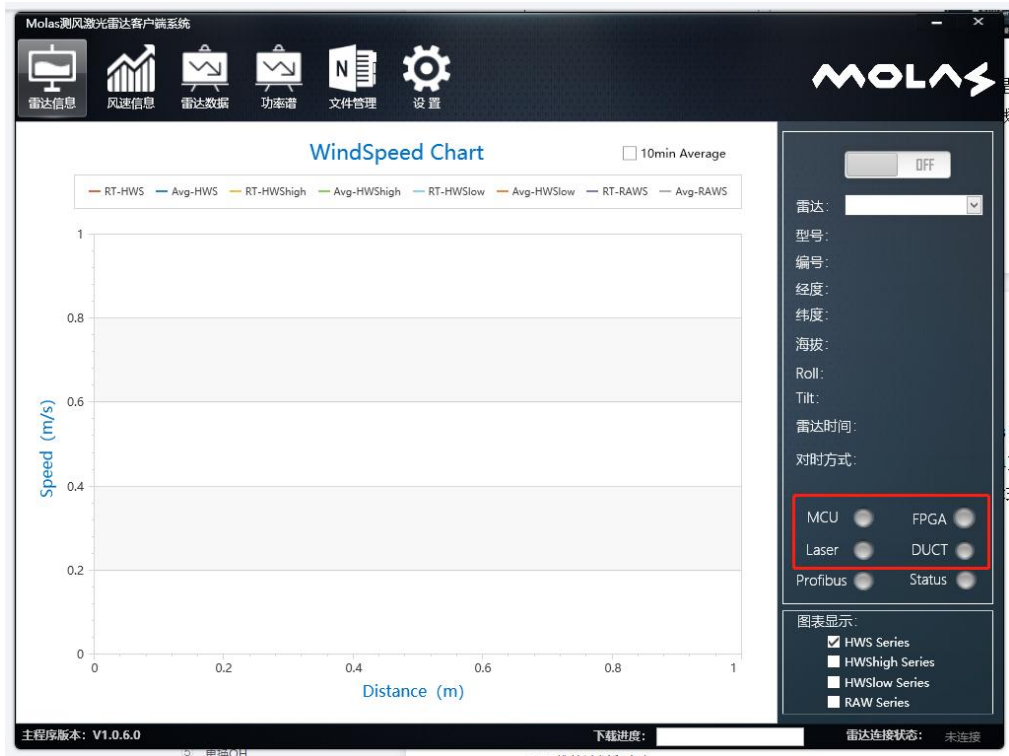 Molas测风激光雷达客户端系统
雷达信息 风速信息 雷达数据 功率谱 文件管理 设置
MOLAS
WindSpeed Chart
10min Average
RT-HWS Avg-HWS RT-HWShigh Avg-HWShigh RT-HWSlow Avg-HWSlow RT-RAWS Avg-RAWS
1
0.8
0.6
0.4
0.2
0
Speed (m/s)
0 0.2 0.4 0.6 0.8 1
Distance (m)
OFF
雷达:
型号:
编号:
经度:
纬度:
海拔:
Roll:
Tilt:
雷达时间:
对时方式:
MCU FPGA
Laser DUCT
Profibus Status
图表显示:
HWS Series
HWShigh Series
HWSlow Series
RAW Series
主程序版本: V1.0.6.0 下载进度: 雷达连接状态: 未连接